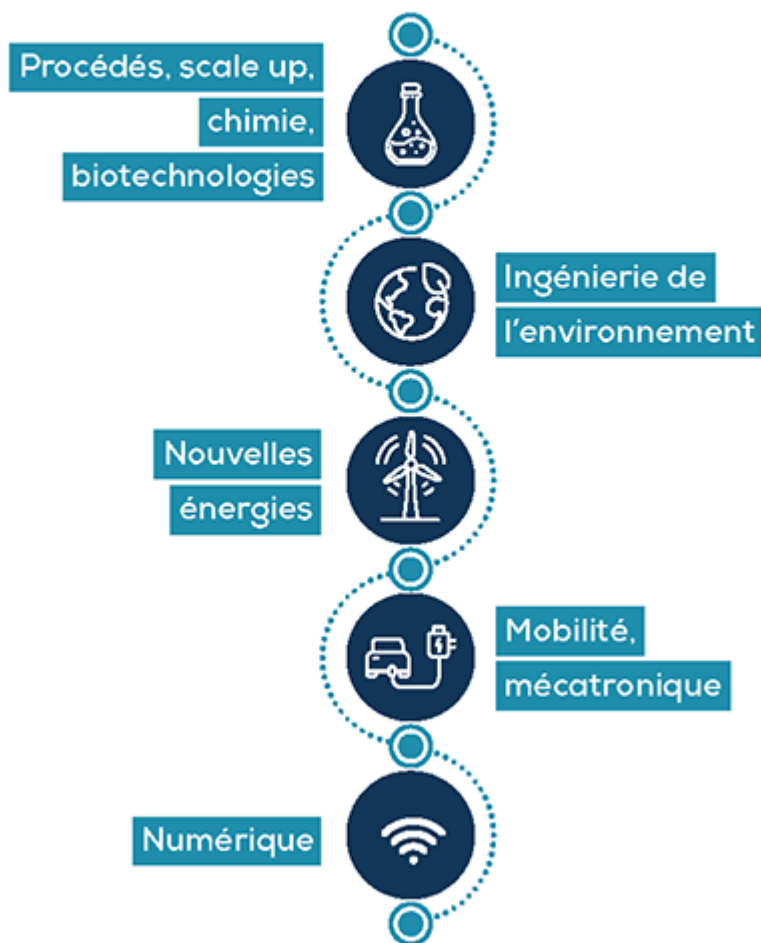 Procédés, scale up,
chimie,
biotechnologies
Ingénierie de
l'environnement
Nouvelles
énergies
Mobilité,
mécatronique
Numérique